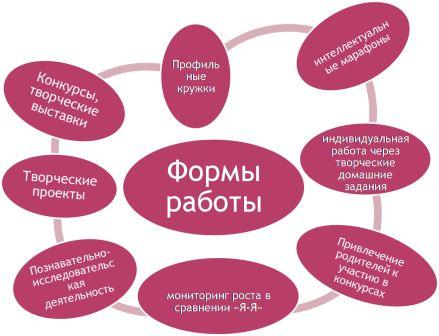 Формы
работы
Профиль
ные
кружки
интеллектуальн
ые марафоны
индивидуальная
работа через
творческие
домашние
задания
Привлечение
родителей к
участию в
конкурсах
мониторинг роста в
сравнении «Я-Я»
Познавательно-
исследовательс
кая
деятельность
Творческие
проекты
Конкурсы,
творческие
выставки